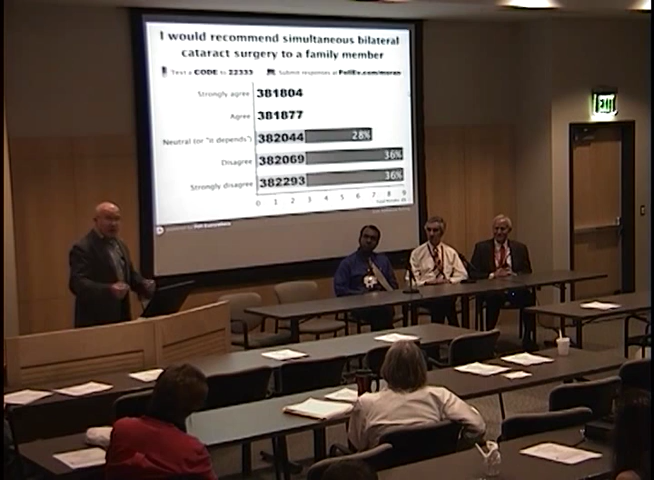 I would recommend simultaneous bilateral
cataract surgery to a family member
Text a CODE to 22333 Submit responses at PollEv.com/moran
Strongly agree 381804
Agree 381877
Neutral (or "it depends") 382044 28%
Disagree 382069 36%
Strongly disagree 382293 36%
0 1 2 3 4 5 6 7 8 9
Poll Everywhere
EXIT